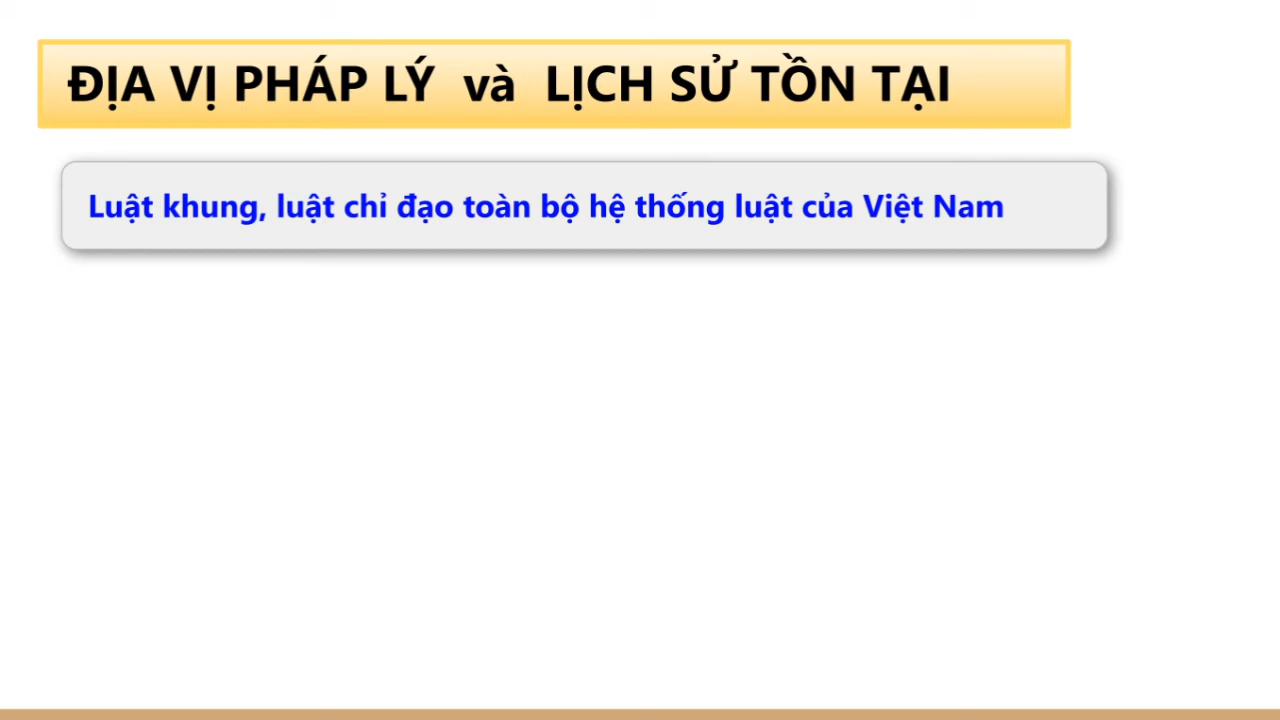 ĐỊA VỊ PHÁP LÝ và LỊCH SỬ TỒN TẠI
Luật khung, luật chỉ đạo toàn bộ hệ thống luật của Việt Nam